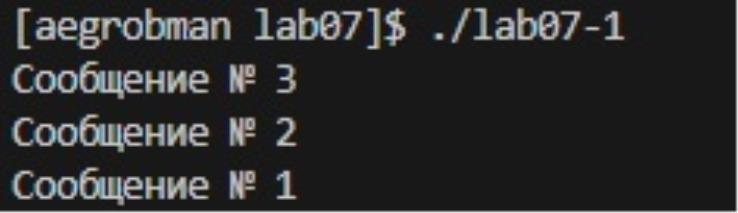 [aegrobman lab07]$ ./lab07-1
Сообщение № 3
Сообщение № 2
Сообщение № 1